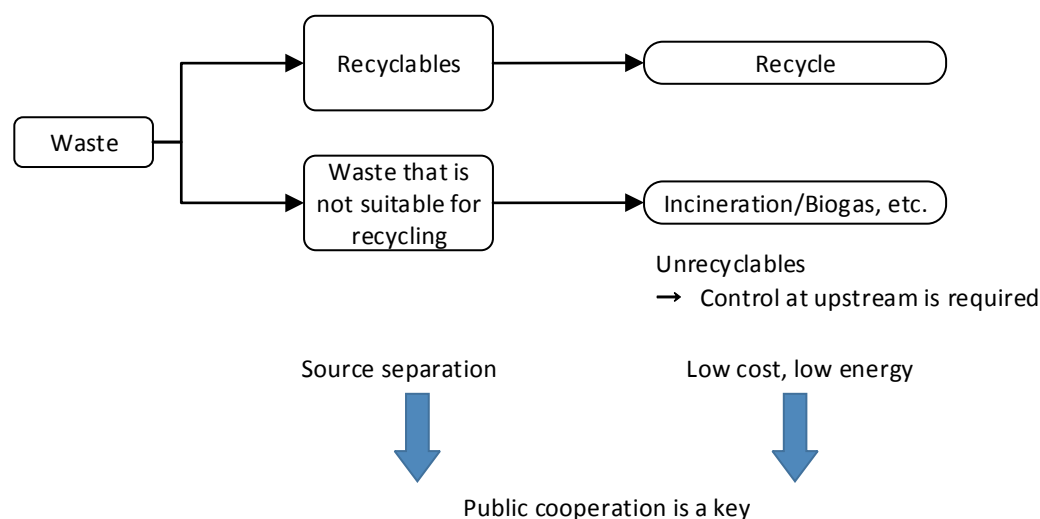 Recyclables
Recycle
Waste
Waste that is
not suitable for
recycling
Incineration/Biogas, etc.
Unrecyclables
→ Control at upstream is required
Source separation
Low cost, low energy
Public cooperation is a key